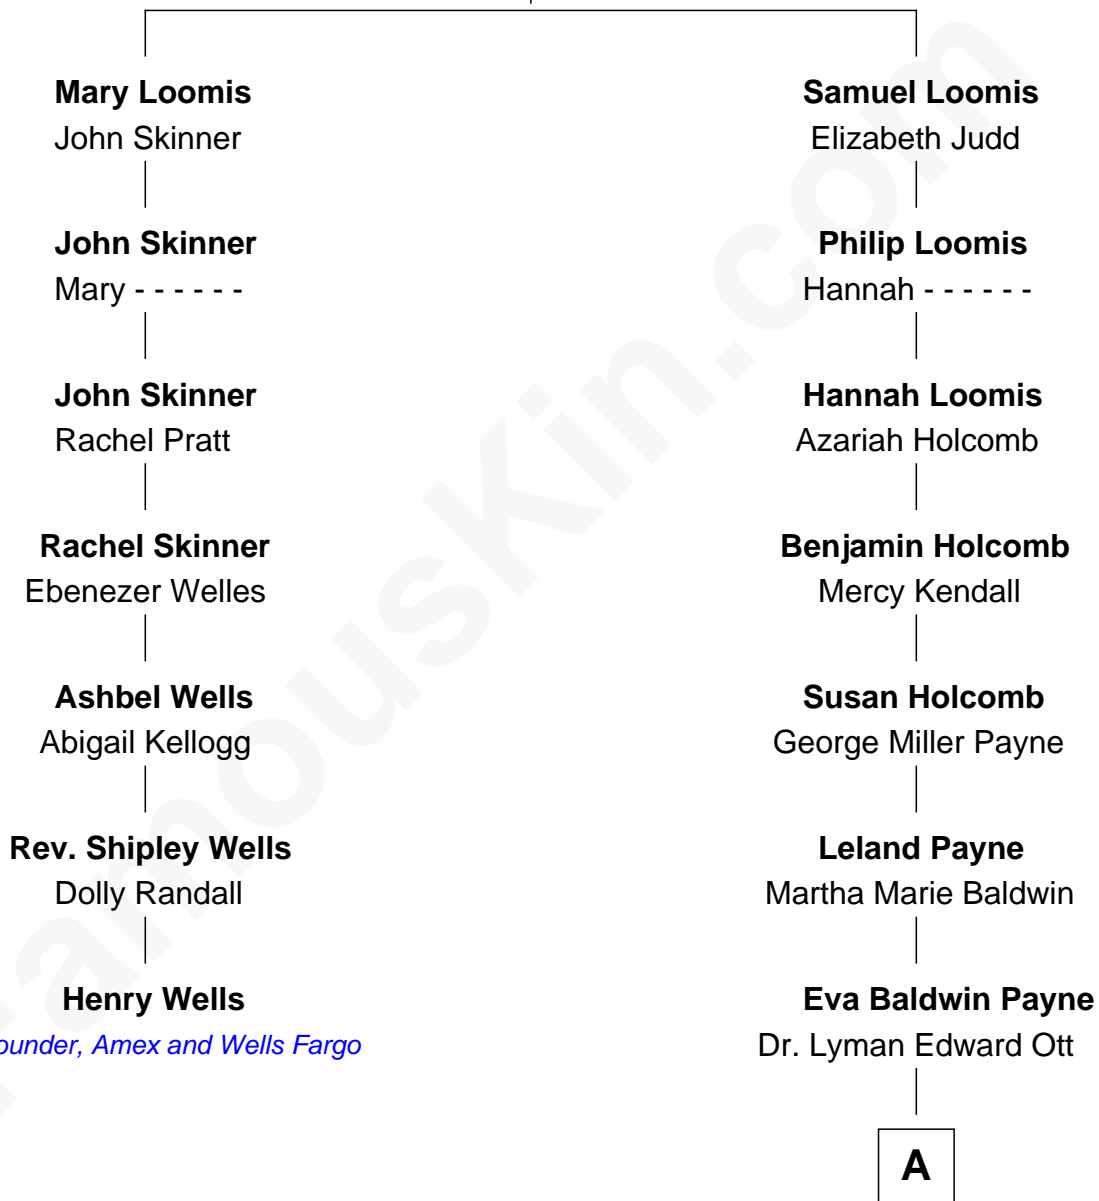 Mary Loomis
John Skinner
John Skinner
Mary - - - - - -
John Skinner
Rachel Pratt
Rachel Skinner
Ebenezer Welles
Ashbel Wells
Abigail Kellogg
Rev. Shipley Wells
Dolly Randall
Henry Wells
ounder, Amex and Wells Fargo
Samuel Loomis
Elizabeth Judd
Philip Loomis
Hannah - - - - - -
Hannah Loomis
Azariah Holcomb
Benjamin Holcomb
Mercy Kendall
Susan Holcomb
George Miller Payne
Leland Payne
Martha Marie Baldwin
Eva Baldwin Payne
Dr. Lyman Edward Ott
A
FamousKin.com